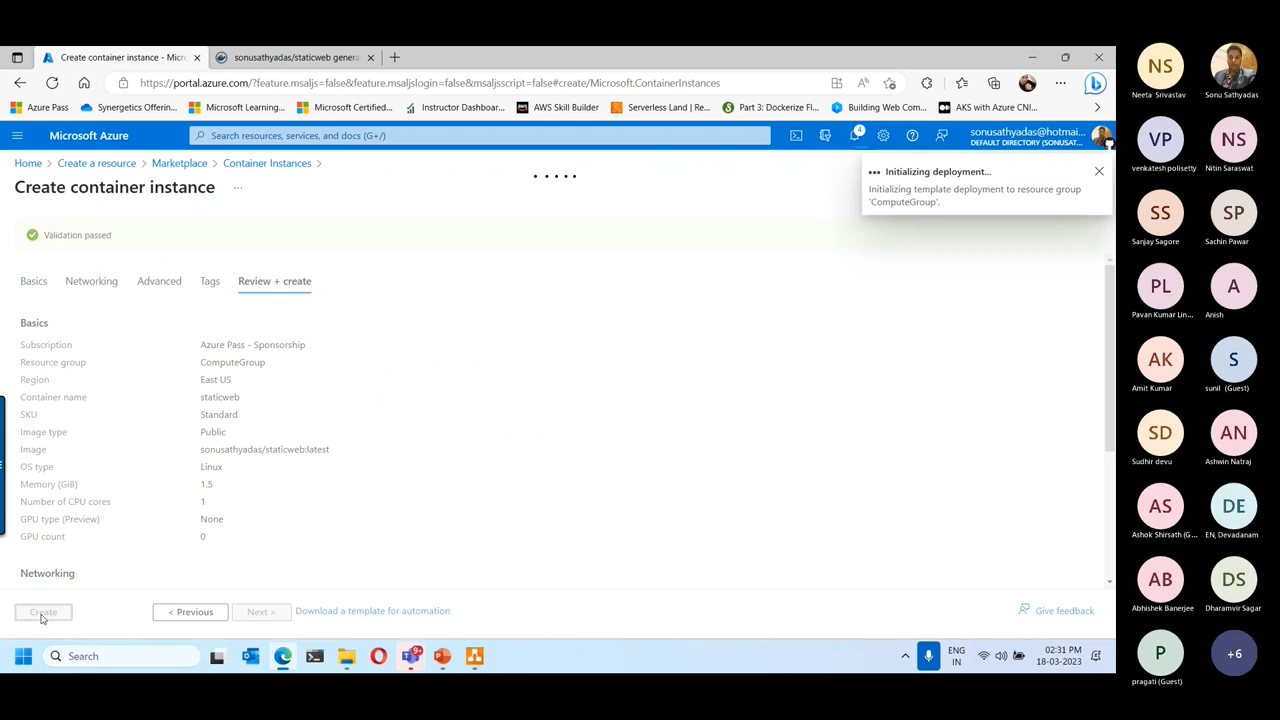 Create container instance - Micr
sonusathyadas/staticweb genera
https://portal.azure.com/?feature.msaljs=false&feature.msaljslogin=false&msaljsscript=false#create/Microsoft.ContainerInstances
Azure Pass
Synergetics Offering...
Microsoft Learning...
Microsoft Certified...
Instructor Dashboar...
AWS Skill Builder
Serverless Land | Re...
Part 3: Dockerize Fl...
Building Web Com...
AKS with Azure CNI...
Microsoft Azure
Search resources, services, and docs (G+/)
4
sonusathyadas@hotmai...
DEFAULT DIRECTORY (SONUSAT...
Home > Create a resource > Marketplace > Container Instances >
Create container instance
...
Initializing deployment...
Initializing template deployment to resource group
'ComputeGroup'.
Validation passed
Basics
Networking
Advanced
Tags
Review + create
Basics
Subscription
Azure Pass - Sponsorship
Resource group
ComputeGroup
Region
East US
Container name
staticweb
SKU
Standard
Image type
Public
Image
sonusathyadas/staticweb:latest
OS type
Linux
Memory (GiB)
1.5
Number of CPU cores
1
GPU type (Preview)
None
GPU count
0
Networking
Create
< Previous
Next >
Download a template for automation
Give feedback
Search
9+
ENG
IN
02:31 PM
18-03-2023
NS
Neeta Srivastav
Sonu Sathyadas
VP
venkatesh polisetty
NS
Nitin Saraswat
SS
Sanjay Sagore
SP
Sachin Pawar
PL
Pavan Kumar Lin...
A
Anish
AK
Amit Kumar
S
sunil (Guest)
SD
Sudhir devu
AN
Ashwin Natraj
AS
Ashok Shirsath (G...
DE
EN, Devadanam
AB
Abhishek Banerjee
DS
Dharamvir Sagar
P
pragati (Guest)
+6